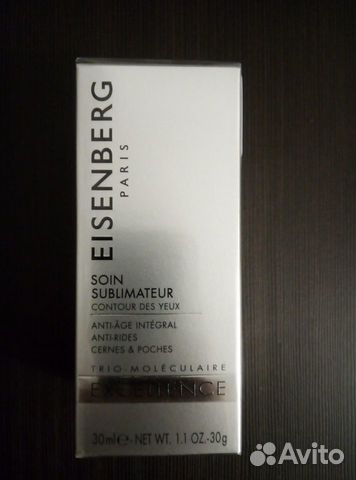 EISENBERG
PARIS
SOIN
SUBLIMATEUR
CONTOUR DES YEUX
ANTI-ÂGE INTÉGRAL
ANTI-RIDES
CERNES & POCHES
TRIO MOLÉCULAIRE
EXCELLENCE
30ml ℮ - NET WT. 1.1 OZ.-30g
Avito